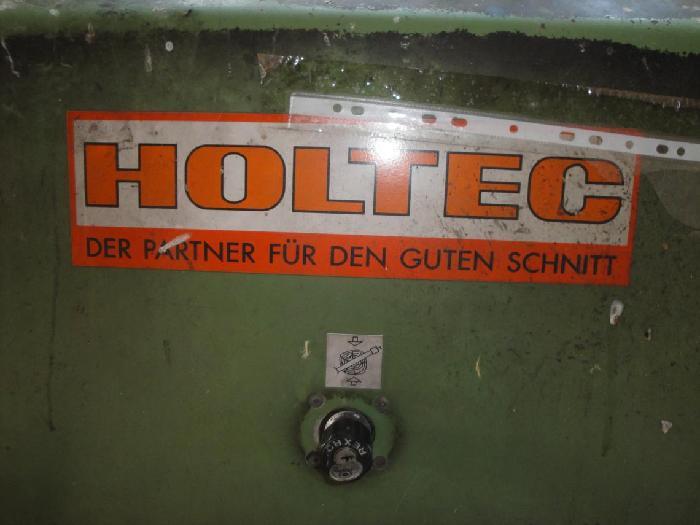 HOLTEC
DER PARTNER FÜR DEN GUTEN SCHNITT